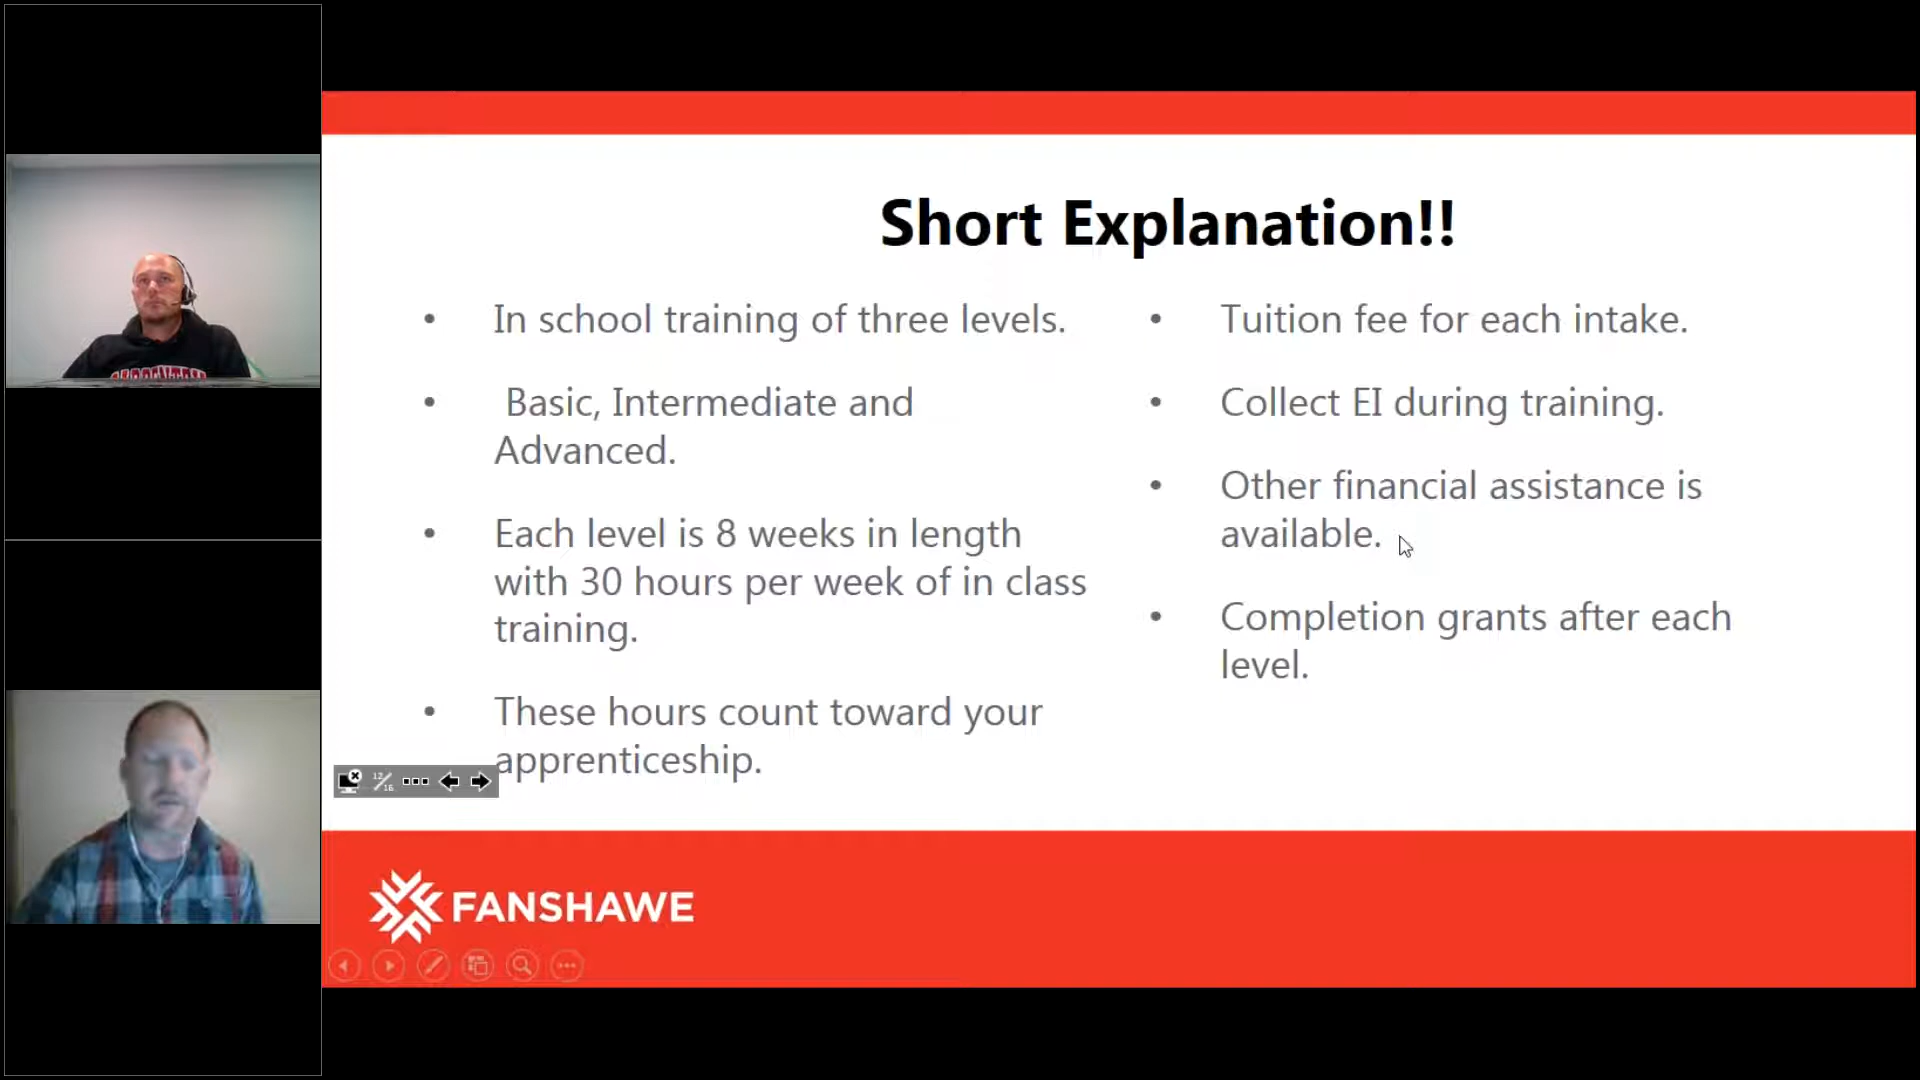 Short Explanation!!
In school training of three levels.
Basic, Intermediate and
Advanced.
Each level is 8 weeks in length
with 30 hours per week of in class
training.
These hours count toward your
apprenticeship.
Tuition fee for each intake.
Collect EI during training.
Other financial assistance is
available.
Completion grants after each
level.
12/16
FANSHAWE